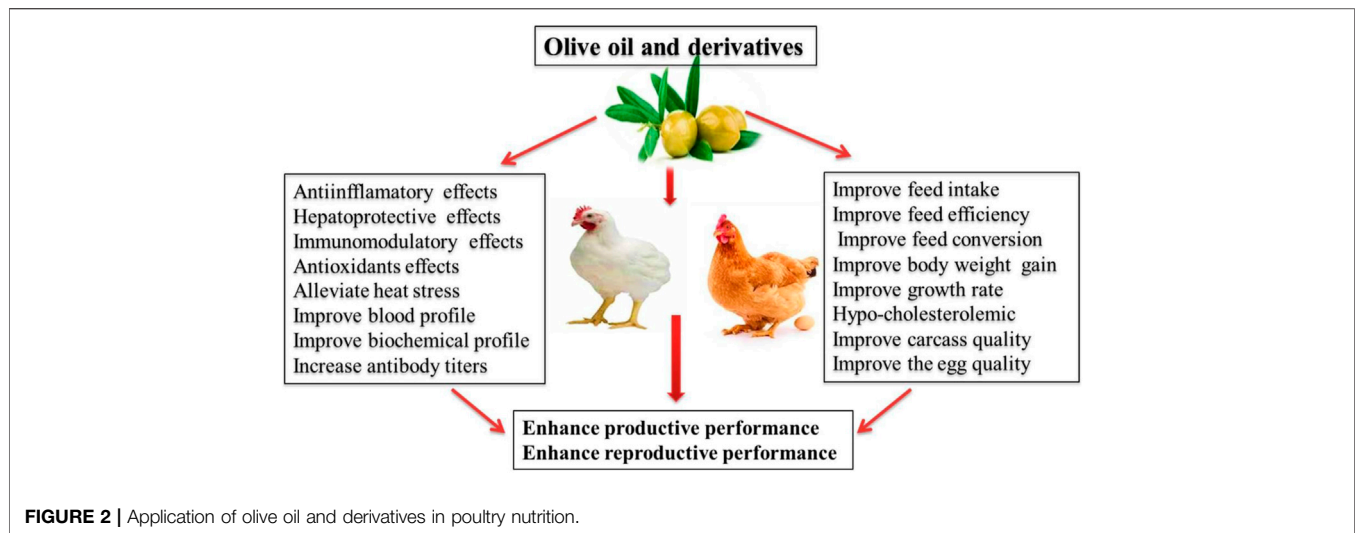 Olive oil and derivatives
Antiinfflamatory effects
Hepatoprotective effects
Immunomodulatory effects
Antioxidants effects
Alleviate heat stress
Improve blood profile
Improve biochemical profile
Increase antibody titers
Improve feed intake
Improve feed efficiency
Improve feed conversion
Improve body weight gain
Improve growth rate
Hypo-cholesterolemic
Improve carcass quality
Improve the egg quality
Enhance productive performance
Enhance reproductive performance
FIGURE 2 | Application of olive oil and derivatives in poultry nutrition.